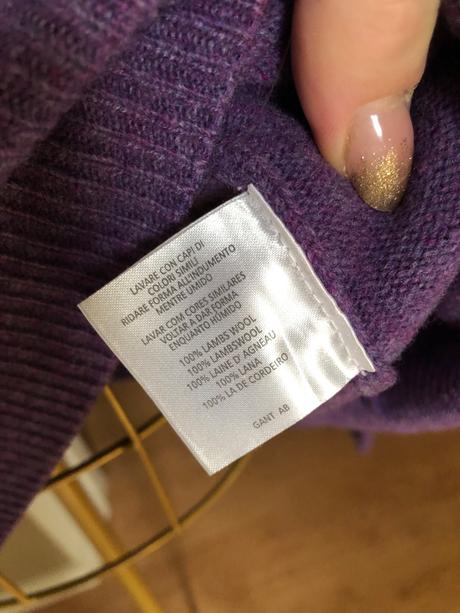 LAVARE CON CAPI DI
COLORI SIMILI
RIDARE FORMA ALL'INDUMENTO
MENTRE UMIDO
LAVAR COM CORES SIMILARES
VOLTAR A DAR FORMA
ENQUANTO HÚMIDO
100% LAMBS WOOL
100% LAMBSWOOL
100% LAINE D'AGNEAU
100% LANA
100% LA DE CORDEIRO
GANT AB